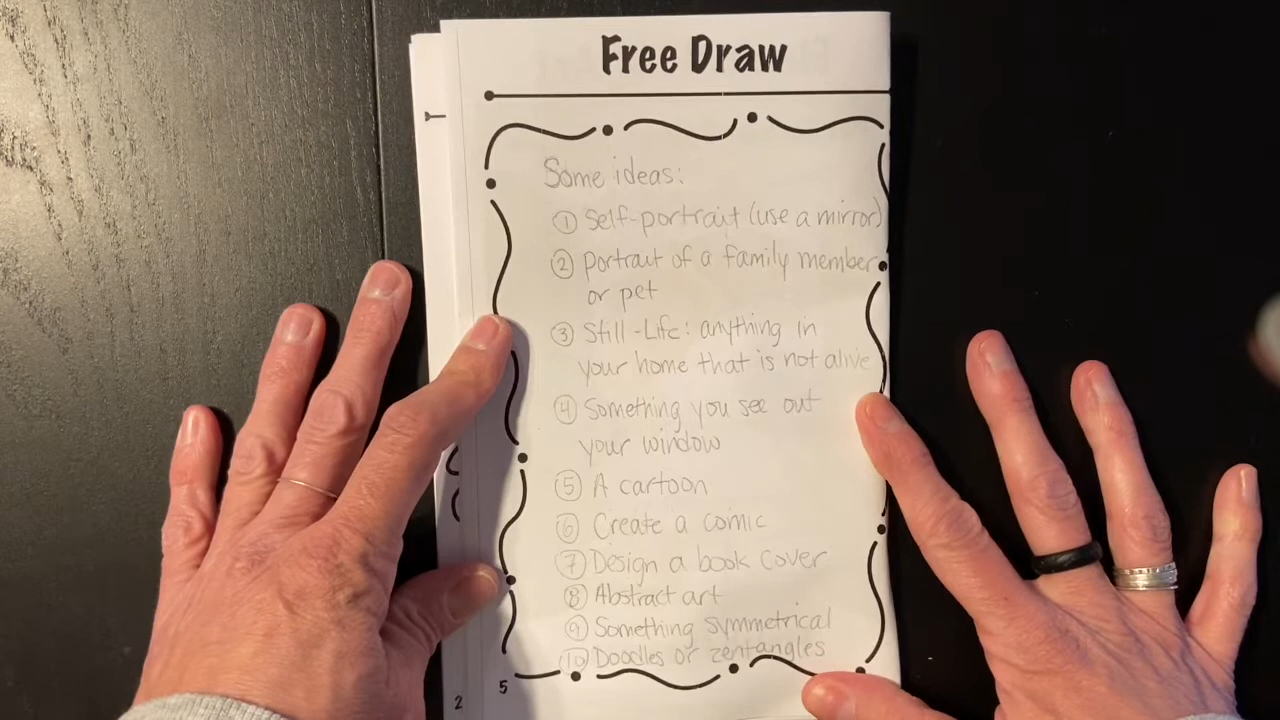 Free Draw
Some ideas:
① Self-portrait (use a mirror)
② portrait of a family member
or pet
③ Still-Life: anything in
your home that is not alive
④ Something you see out
your window
⑤ A cartoon
⑥ Create a comic
⑦ Design a book cover
⑧ Abstract art
⑨ Something symmetrical
⑩ Doodles or zentangles
2 5